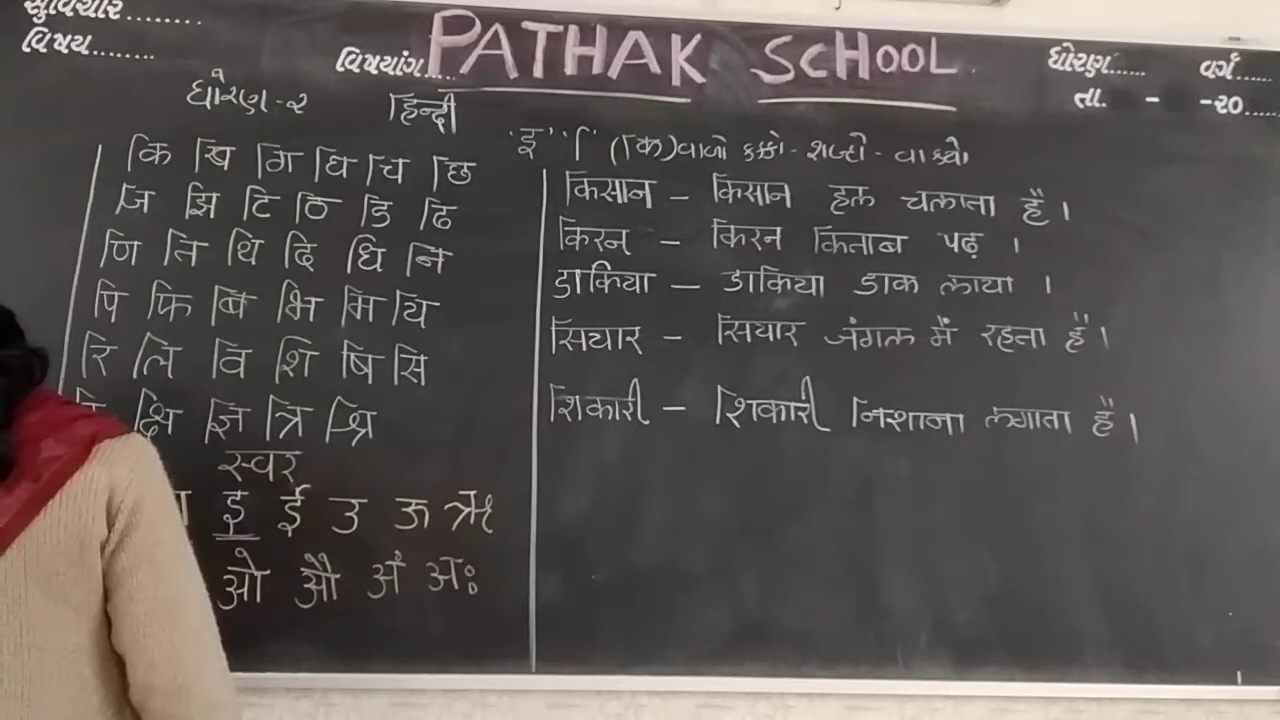 સુવિચાર........
વિષય........
વિષયાંગ.... PATHAK SCHOOL
ધોરણ...... વર્ગ......
તા. - -૨૦.....
ધોરણ-૨ हिन्दी
'इ' 'ि' (कि) વાળો કક્કો - શબ્દો - વાક્યો
कि खि गि घि चि छि
जि झि टि ठि डि ढि
णि ति थि दि धि नि
पि फि बि भि मि यि
रि लि वि शि षि सि
क्षि ज्ञि त्रि श्रि
स्वर
इ ई उ ऊ ऋ
ओ औ अं अः
किसान - किसान हल चलाता है।
किरन - किरन किताब पढ़ ।
डाकिया - डाकिया डाक लाया ।
सियार - सियार जंगल में रहता है।
शिकारी - शिकारी निशाना लगाता है।